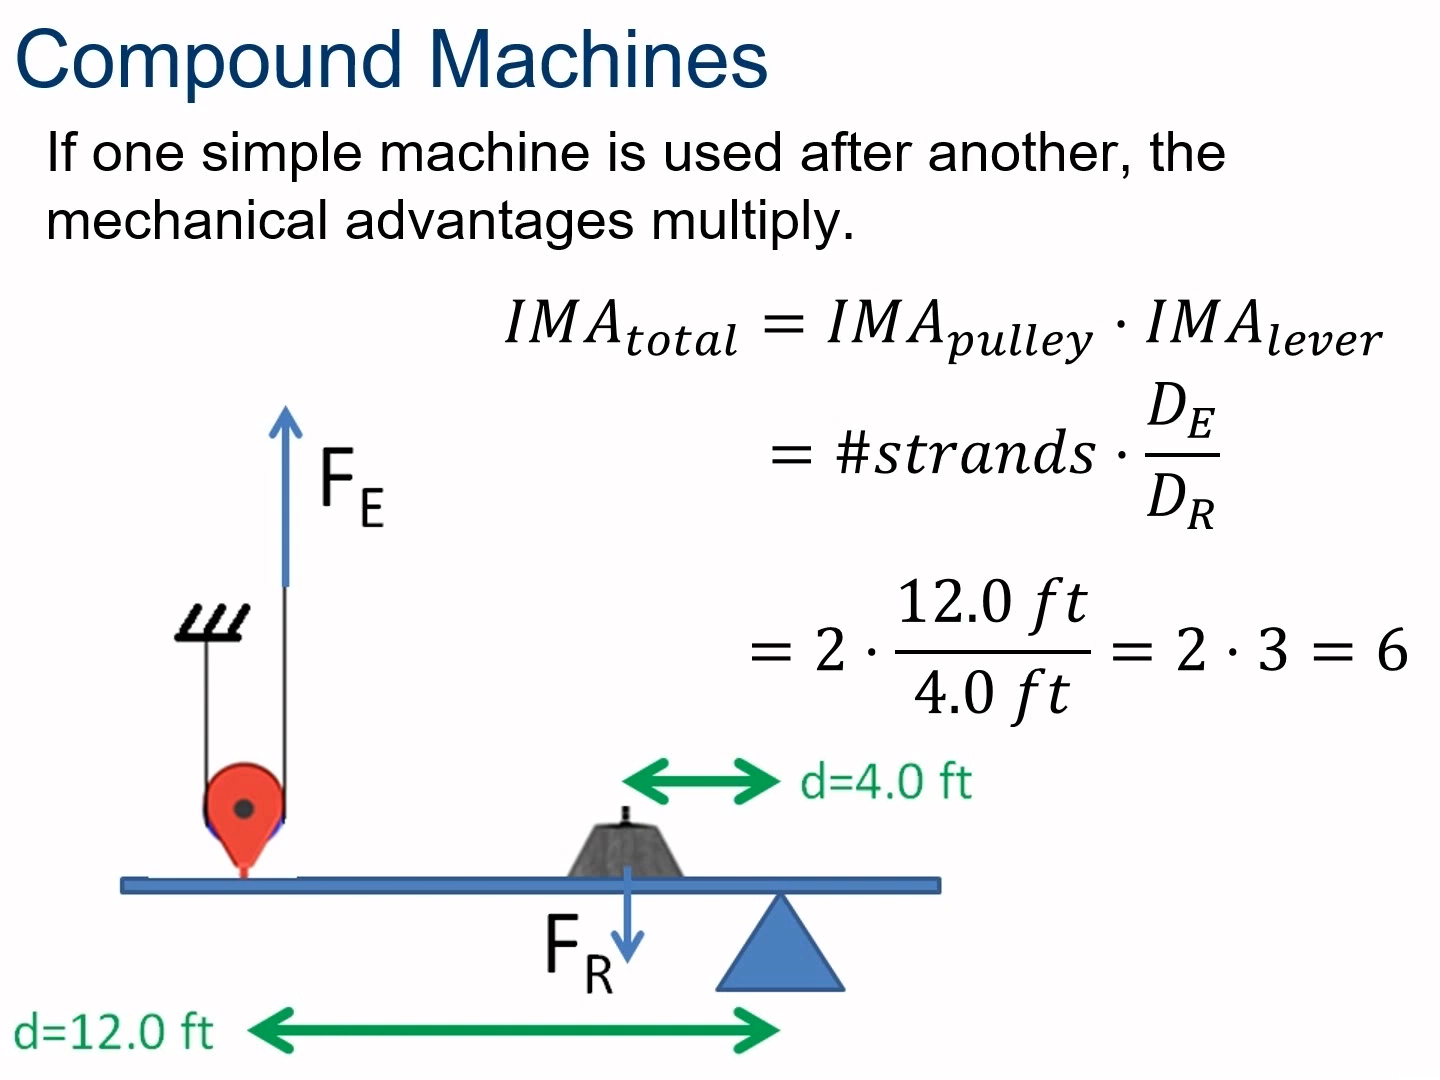 Compound Machines
If one simple machine is used after another, the
mechanical advantages multiply.
IMA_total = IMA_pulley · IMA_lever
= #strands · D_E / D_R
= 2 · 12.0 ft / 4.0 ft = 2 · 3 = 6
F_E
d=4.0 ft
F_R
d=12.0 ft